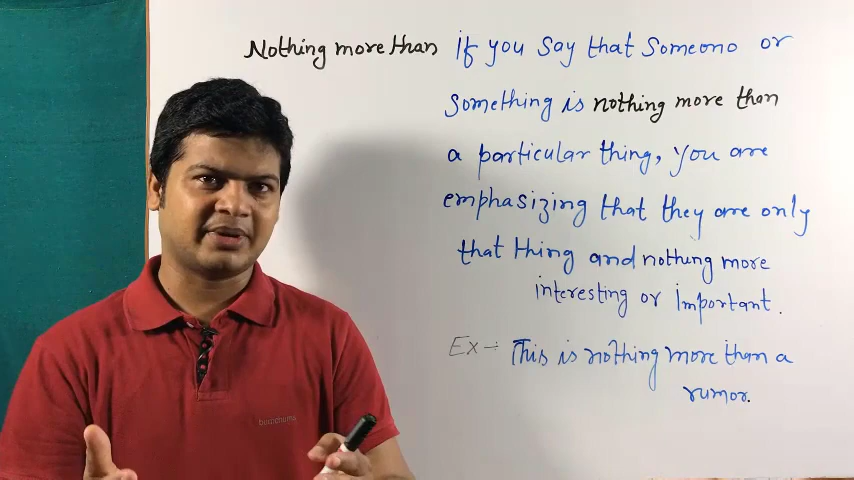 Nothing more than if you say that someone or
something is nothing more than
a particular thing, you are
emphasizing that they are only
that thing and nothing more
interesting or important.
Ex- This is nothing more than a
rumor.